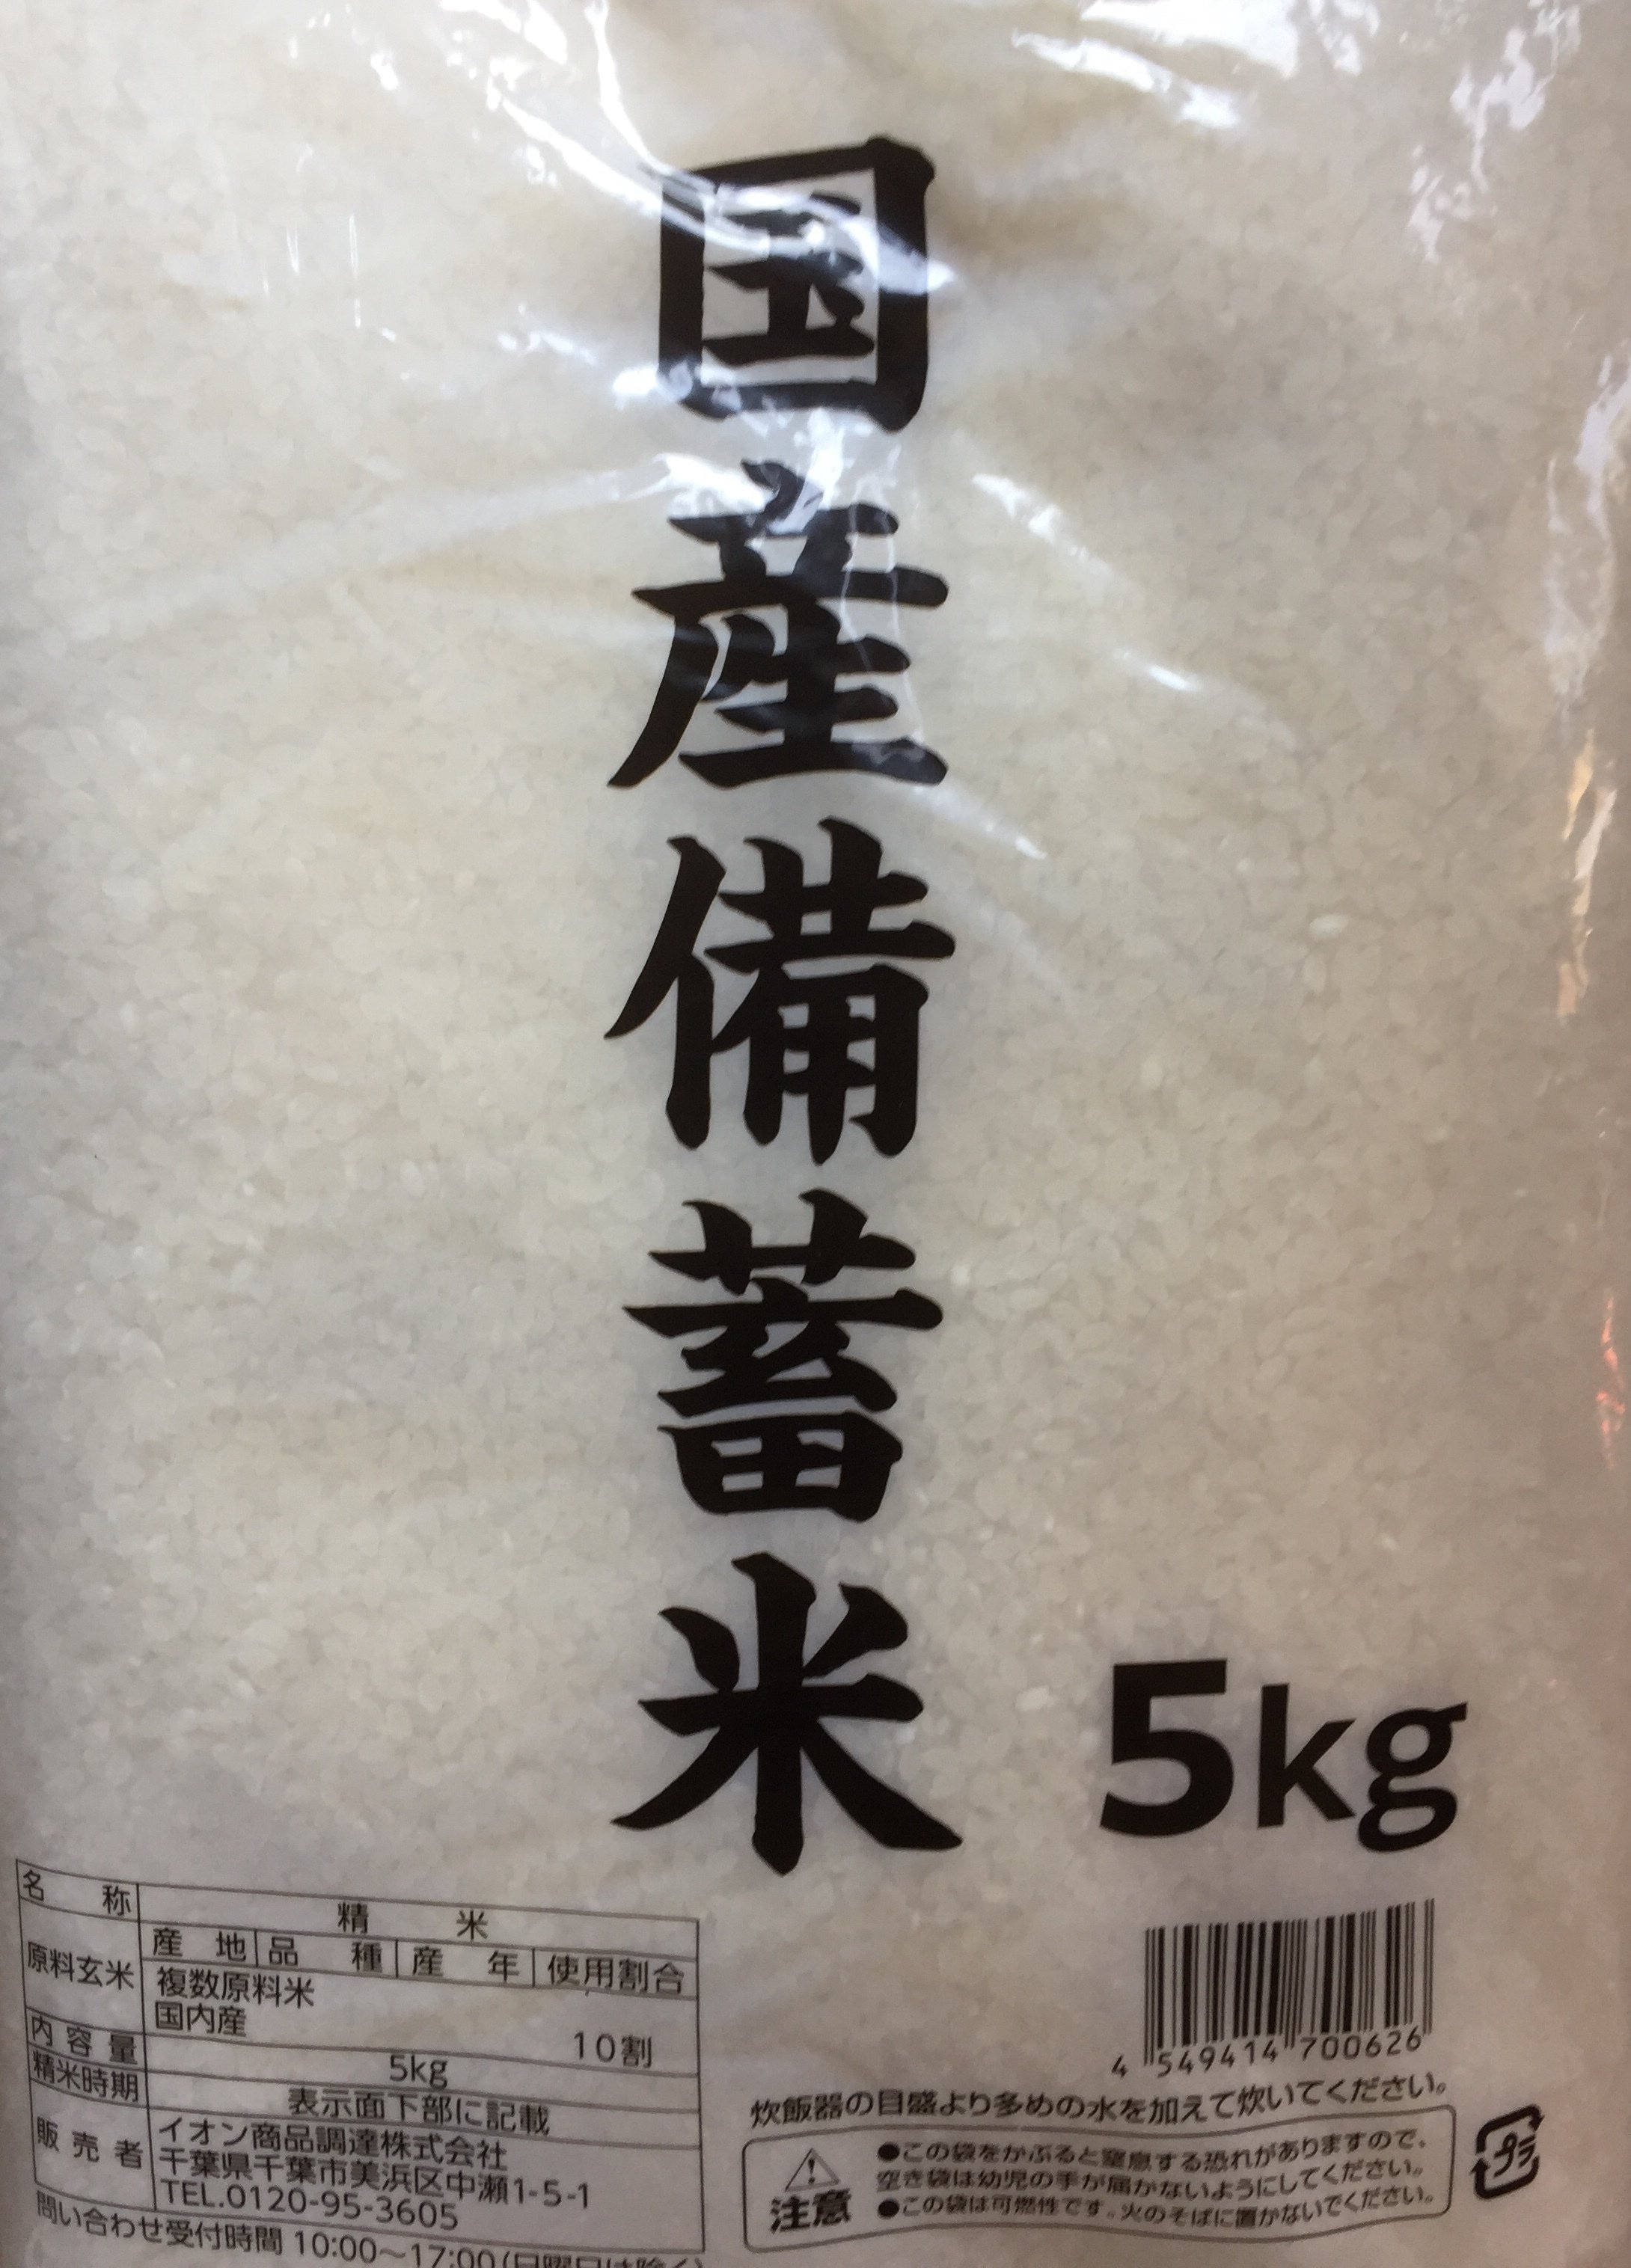 国産備蓄米
5kg
名称 精米
原料玄米 産地 品種 産年 使用割合
複数原料米
国内産 10割
内容量 5kg
精米時期 表示面下部に記載
販売者 イオン商品調達株式会社
千葉県千葉市美浜区中瀬1-5-1
TEL.0120-95-3605
問い合わせ受付時間 10:00~17:00(日曜日は除く)
4 549414 700626
炊飯器の目盛より多めの水を加えて炊いてください。
注意
●この袋をかぶると窒息する恐れがありますので、
空き袋は幼児の手が届かないようにしてください。
●この袋は可燃性です。火のそばに置かないでください。
プラ